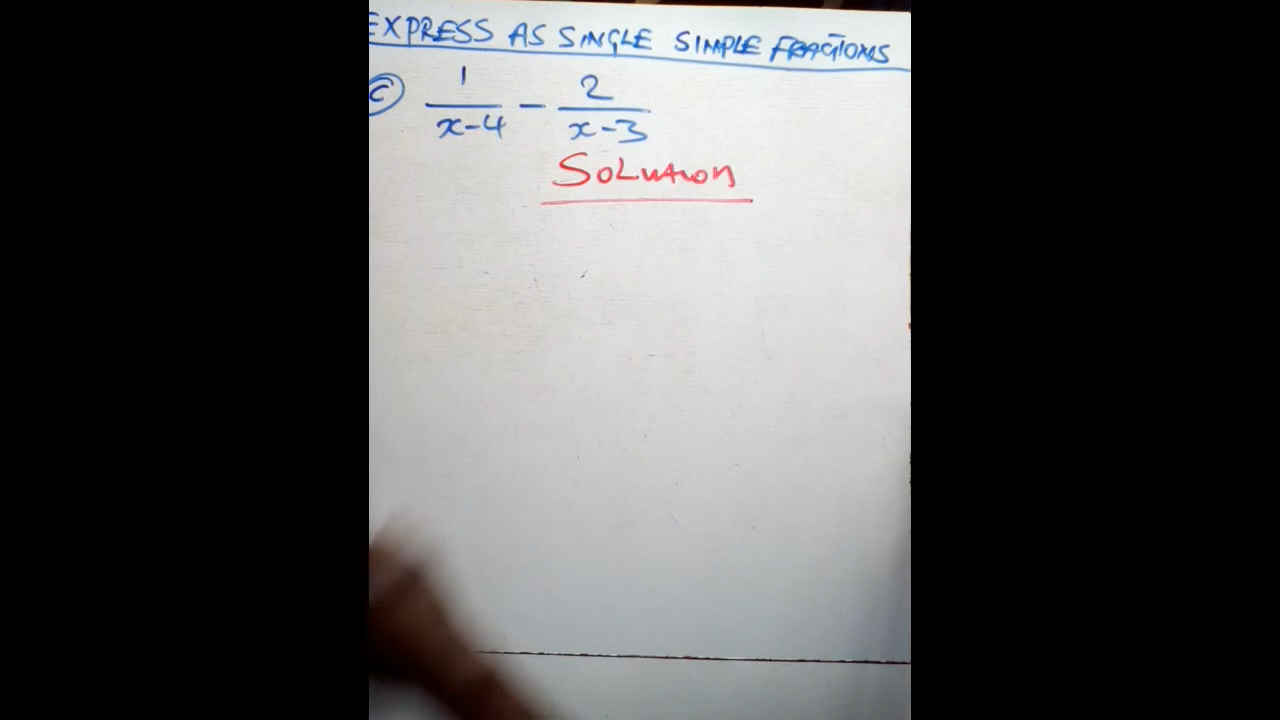 EXPRESS AS SINGLE SIMPLE FRACTIONS
(C) 1/(x-4) - 2/(x-3)
SOLUTION